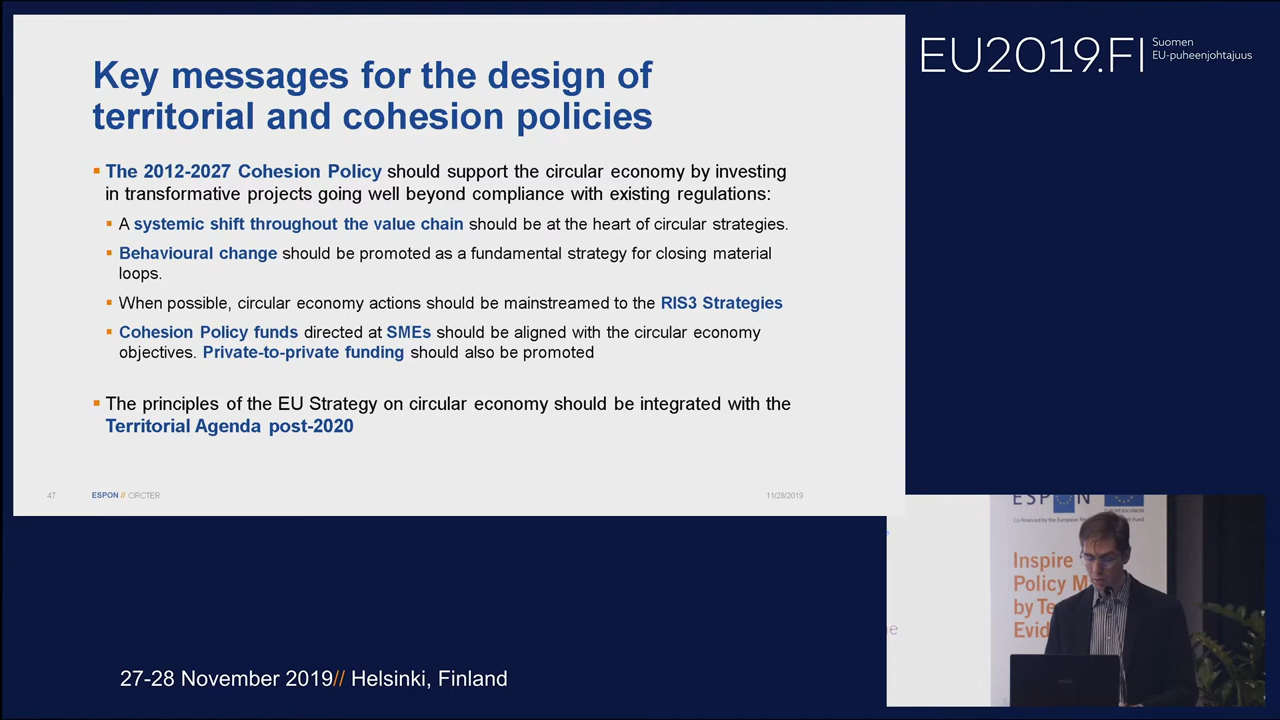 Key messages for the design of
territorial and cohesion policies
The 2012-2027 Cohesion Policy should support the circular economy by investing
in transformative projects going well beyond compliance with existing regulations:
A systemic shift throughout the value chain should be at the heart of circular strategies.
Behavioural change should be promoted as a fundamental strategy for closing material
loops.
When possible, circular economy actions should be mainstreamed to the RIS3 Strategies
Cohesion Policy funds directed at SMEs should be aligned with the circular economy
objectives. Private-to-private funding should also be promoted
The principles of the EU Strategy on circular economy should be integrated with the
Territorial Agenda post-2020
47
ESPON // CIRCTER
11/28/2019
EU2019.FI
Suomen
EU-puheenjohtajuus
EUROPEAN UNION
Inspire
Policy M
by Te
Evid
27-28 November 2019// Helsinki, Finland